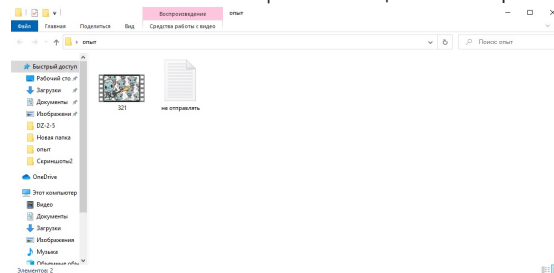 Воспроизведение опыт
Файл Главная Поделиться Вид Средства работы с видео
опыт
Поиск: опыт
Быстрый доступ
Рабочий сто
Загрузки
Документы
Изображени
DZ-2-5
Новая папка
опыт
Скриншоты2
OneDrive
Этот компьютер
Видео
Документы
Загрузки
Изображения
Музыка
321
не отправлять
Элементов: 2